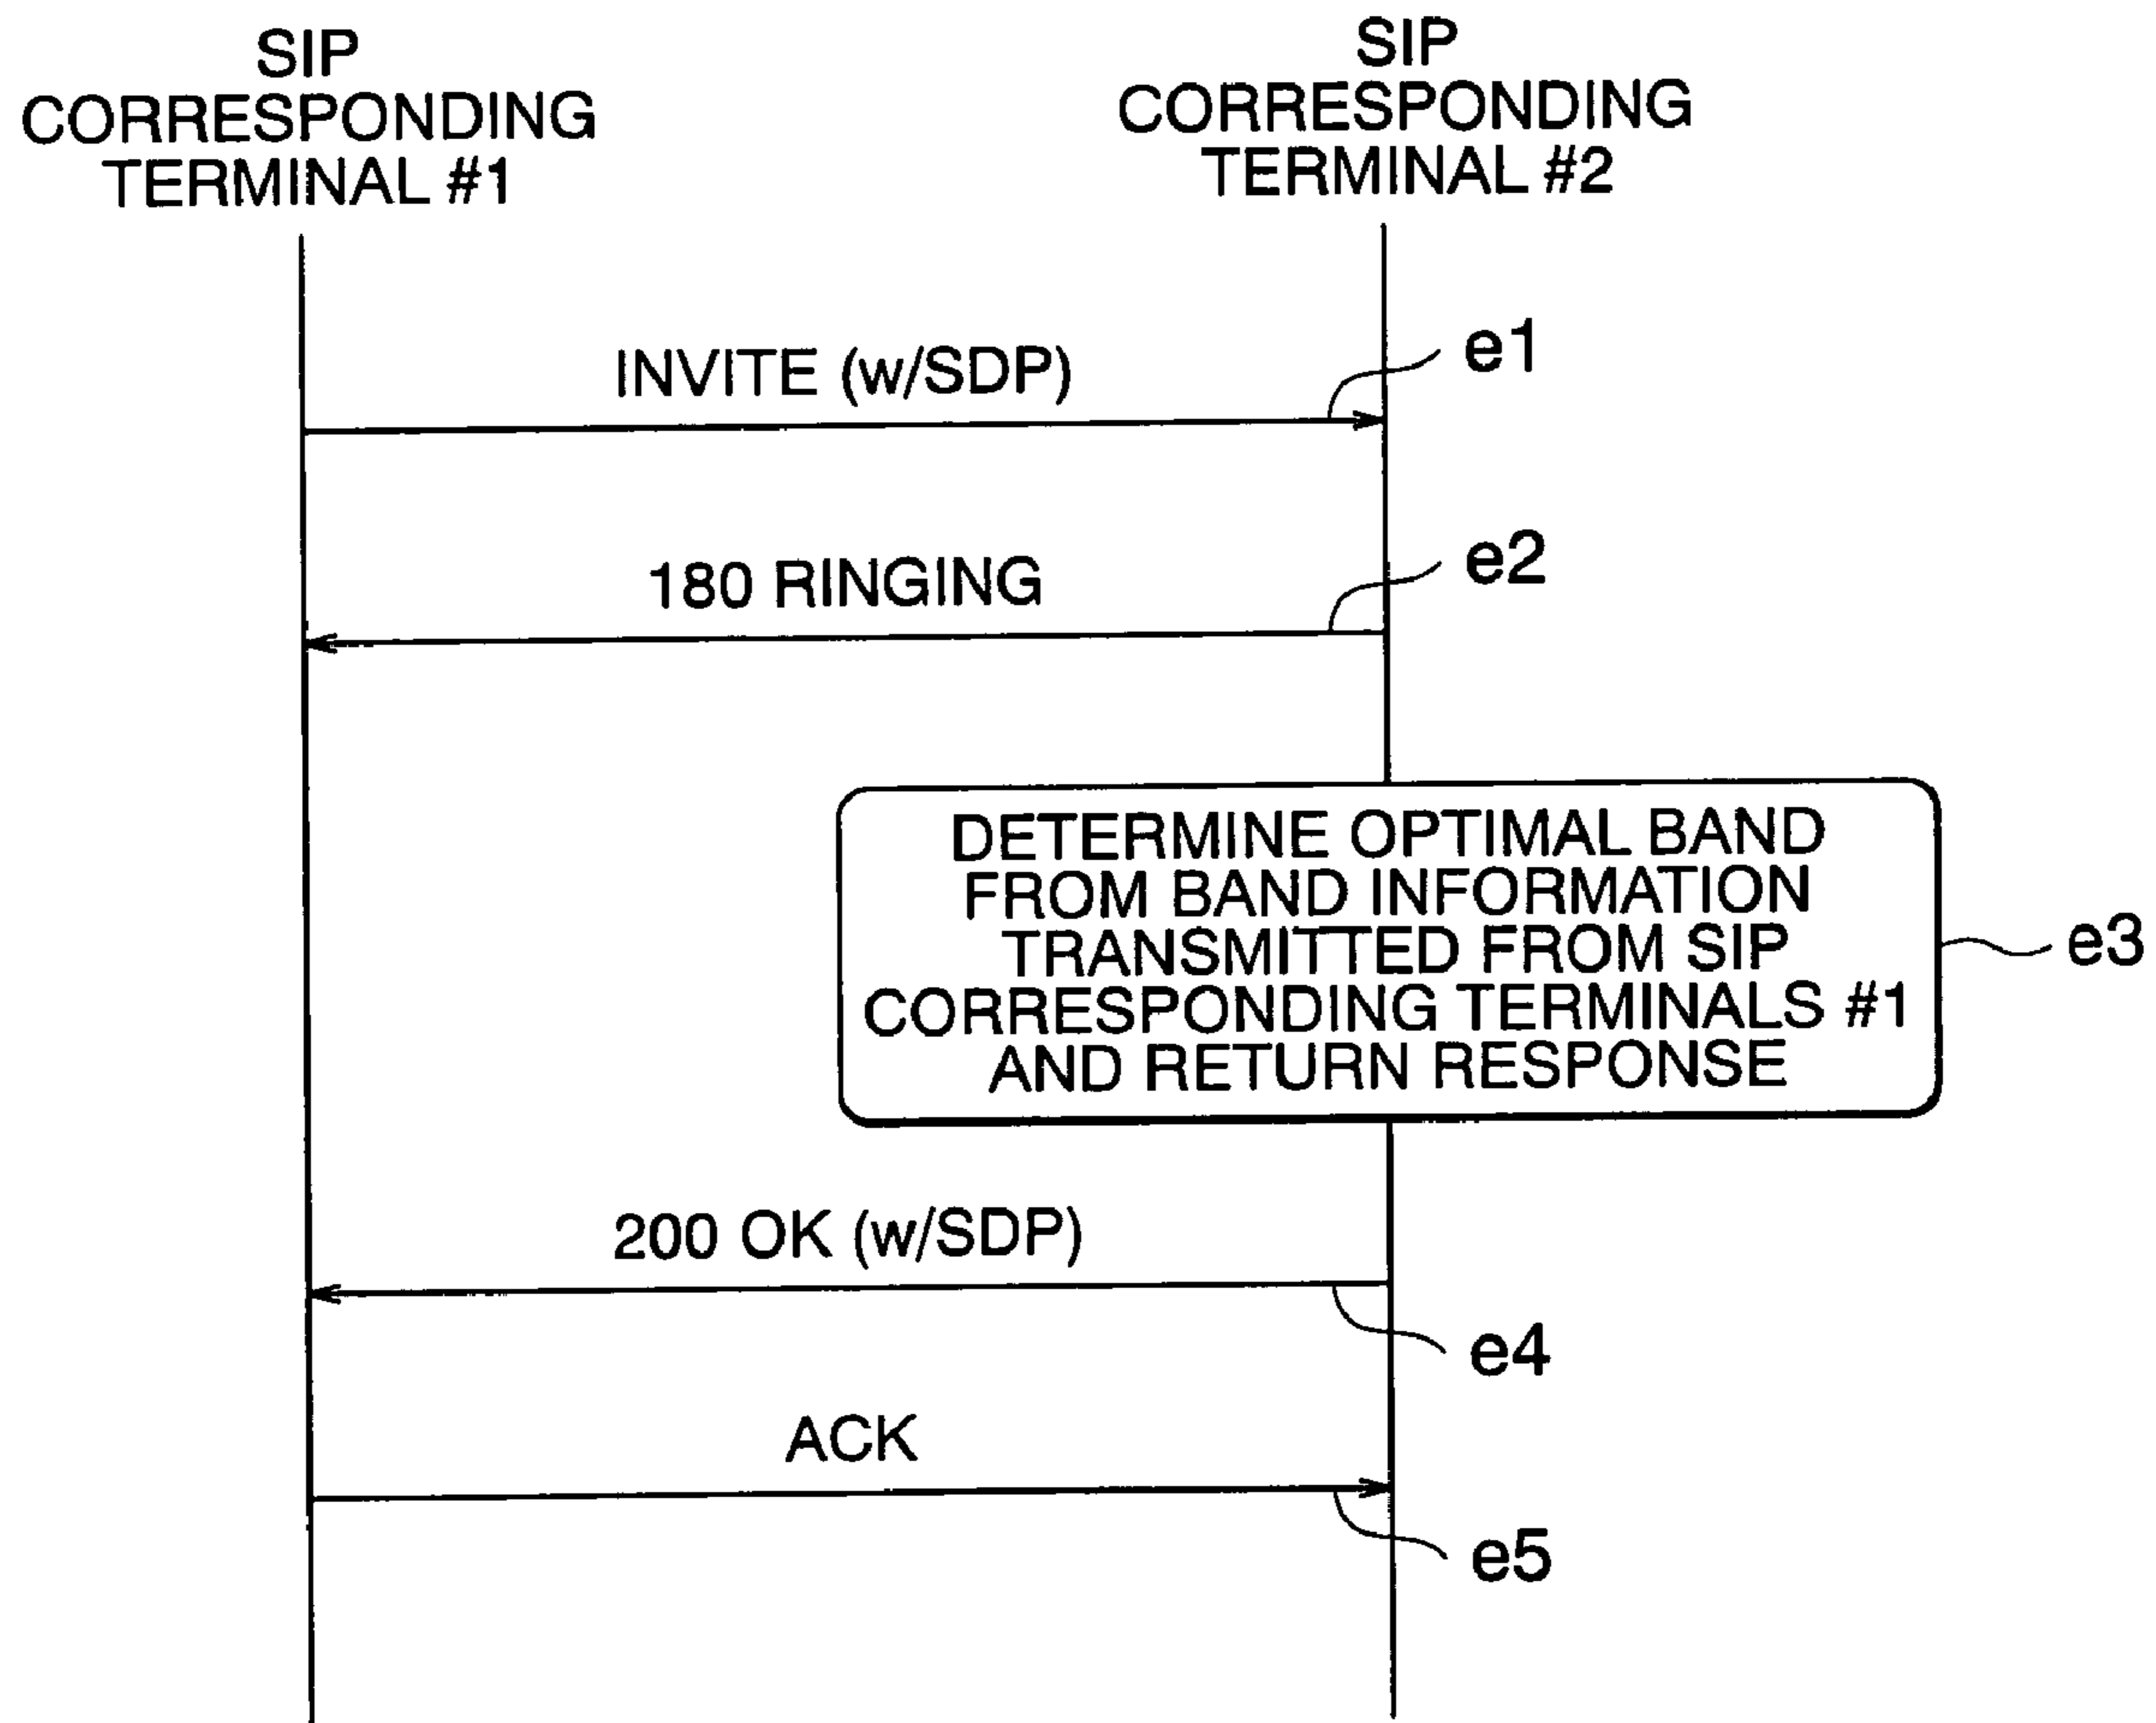 SIP
CORRESPONDING
TERMINAL #1
SIP
CORRESPONDING
TERMINAL #2
INVITE (w/SDP)
e1
180 RINGING
e2
DETERMINE OPTIMAL BAND
FROM BAND INFORMATION
TRANSMITTED FROM SIP
CORRESPONDING TERMINALS #1
AND RETURN RESPONSE
e3
200 OK (w/SDP)
e4
ACK
e5